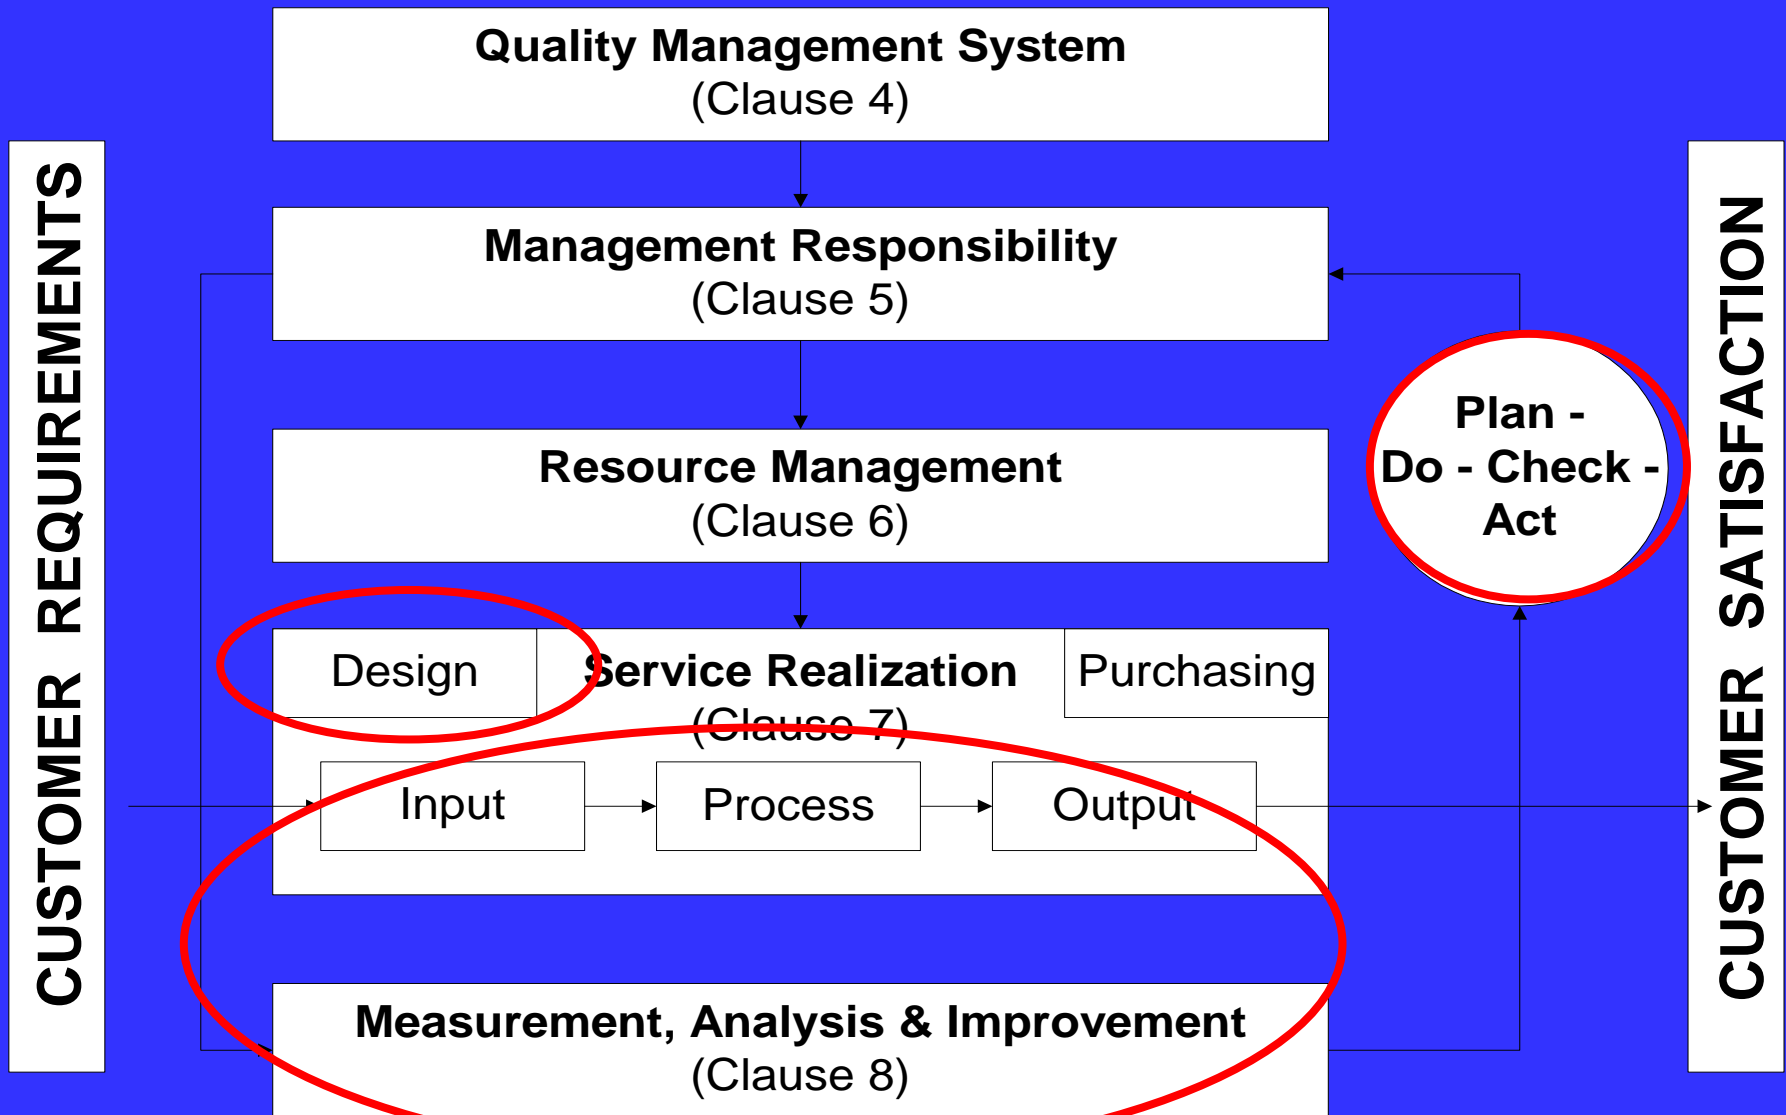 Quality Management System
(Clause 4)
CUSTOMER REQUIREMENTS
Management Responsibility
(Clause 5)
CUSTOMER SATISFACTION
Plan -
Do - Check -
Act
Resource Management
(Clause 6)
Design
Service Realization
(Clause 7)
Purchasing
Input
Process
Output
Measurement, Analysis & Improvement
(Clause 8)